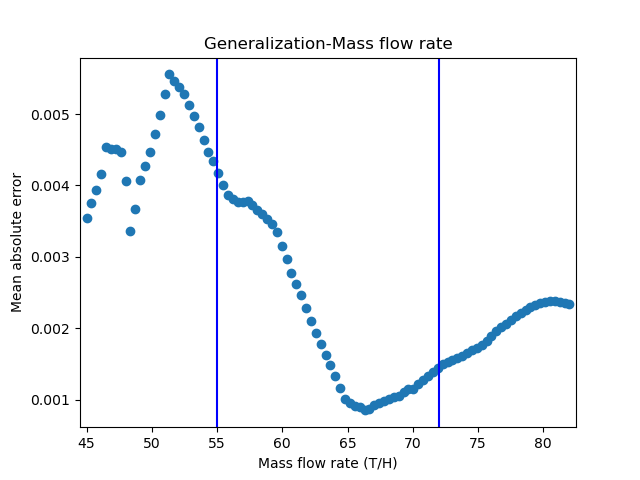 Generalization-Mass flow rate
Mean absolute error
0.005
0.004
0.003
0.002
0.001
45 50 55 60 65 70 75 80
Mass flow rate (T/H)